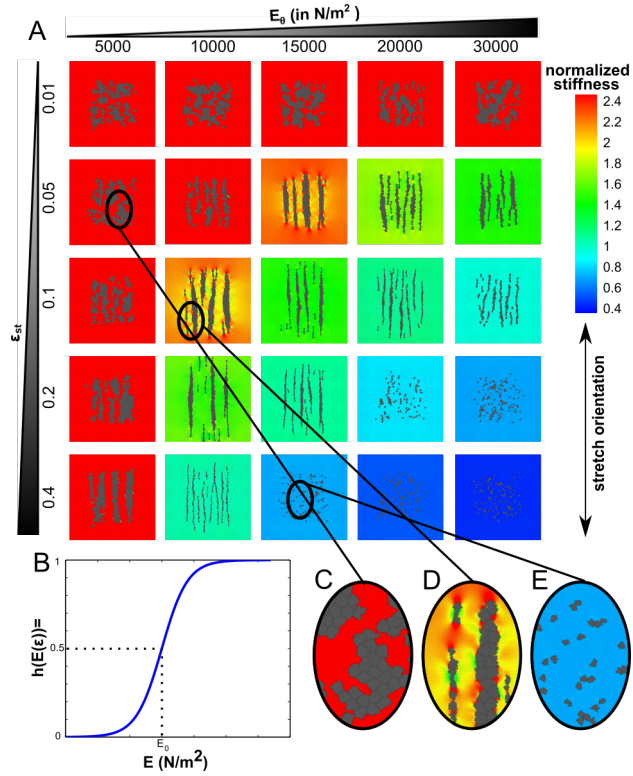 A
E_θ (in N/m²)
5000 10000 15000 20000 30000
ε_st
0.01
0.05
0.1
0.2
0.4
normalized
stiffness
2.4
2.2
2
1.8
1.6
1.4
1.2
1
0.8
0.6
0.4
stretch orientation
B
h(E(ε))=
1
0.5
0
E_0
E (N/m²)
C D E